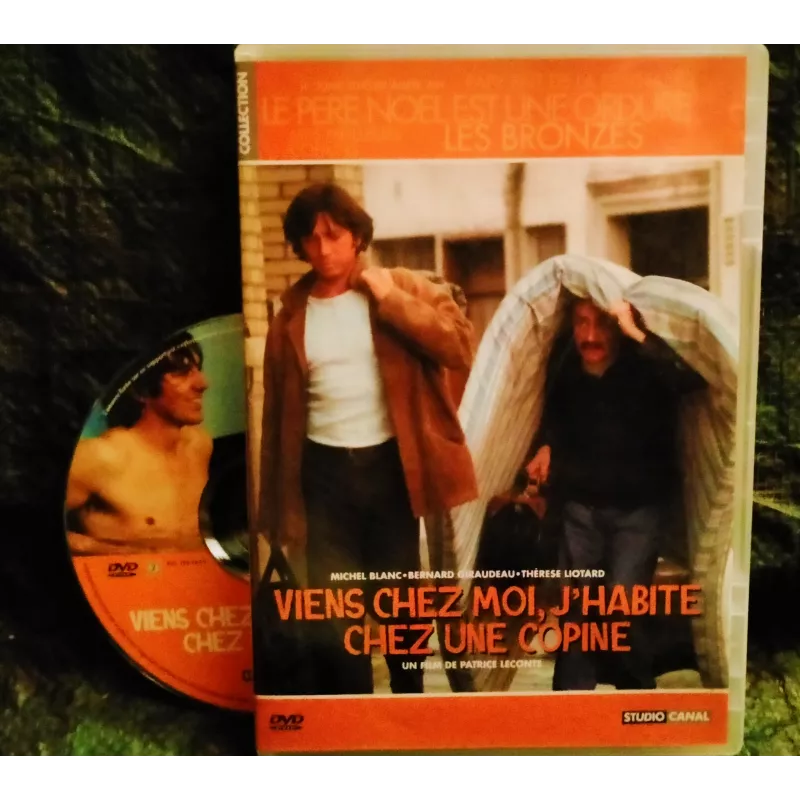 COLLECTION
LE PERE NOEL EST UNE ORDURE
LES BRONZES
MICHEL BLANC • BERNARD GIRAUDEAU • THÉRESE LIOTARD
VIENS CHEZ MOI, J'HABITE
CHEZ UNE COPINE
UN FILM DE PATRICE LECONTE
DVD
STUDIO CANAL
DVD
VIENS CHEZ
CHEZ